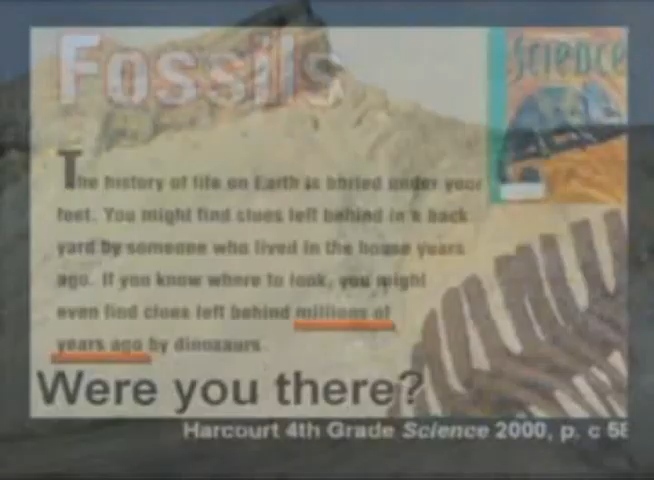 Fossils
Science
The history of life on Earth is buried under your
feet. You might find clues left behind in a back
yard by someone who lived in the house years
ago. If you know where to look, you might
even find clues left behind millions of
years ago by dinosaurs.
Were you there?
Harcourt 4th Grade Science 2000, p. c 58